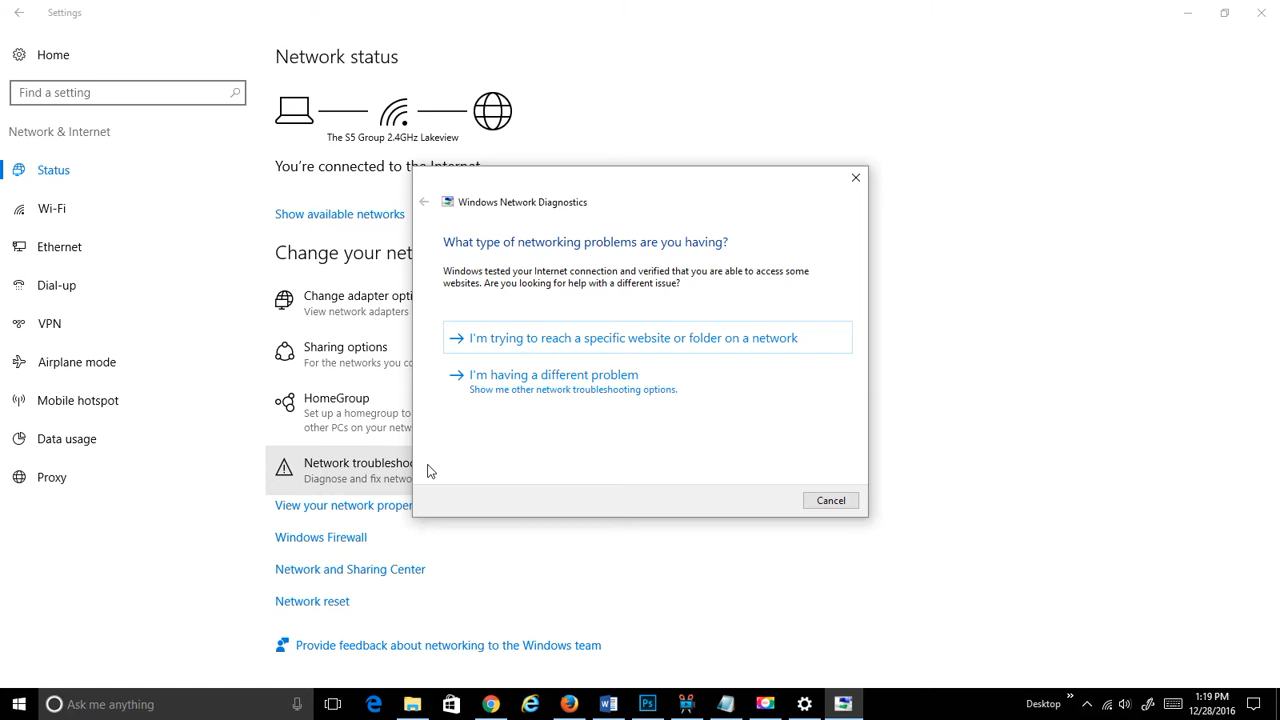 Settings
Home
Find a setting
Network & Internet
Status
Wi-Fi
Ethernet
Dial-up
VPN
Airplane mode
Mobile hotspot
Data usage
Proxy
Network status
The S5 Group 2.4GHz Lakeview
You're connected to the Internet
Show available networks
Change your net
Change adapter opti
View network adapters
Sharing options
For the networks you co
HomeGroup
Set up a homegroup to
other PCs on your netw
Network troubleshoo
Diagnose and fix netwo
View your network proper
Windows Firewall
Network and Sharing Center
Network reset
Provide feedback about networking to the Windows team
Windows Network Diagnostics
What type of networking problems are you having?
Windows tested your Internet connection and verified that you are able to access some
websites. Are you looking for help with a different issue?
I'm trying to reach a specific website or folder on a network
I'm having a different problem
Show me other network troubleshooting options.
Cancel
Ask me anything
Desktop
1:19 PM
12/28/2016